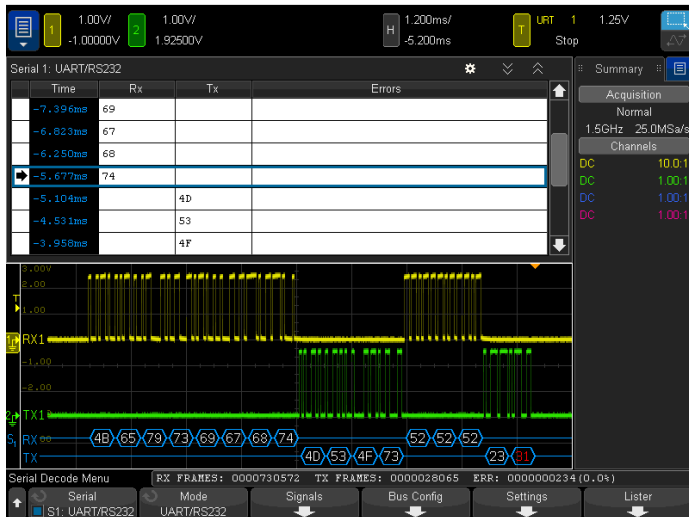 1 1.00V/ 2 1.00V/ H 1.200ms/ T URT 1 1.25V
-1.00000V 1.92500V -5.200ms Stop
Serial 1: UART/RS232
Time Rx Tx Errors
-7.396ms 69
-6.823ms 67
-6.250ms 68
-5.677ms 74
-5.104ms 4D
-4.531ms 53
-3.958ms 4F
Summary
Acquisition
Normal
1.5GHz 25.0MSa/s
Channels
DC 10.0:1
DC 1.00:1
DC 1.00:1
DC 1.00:1
3.00V
2.00
T
1.00
RX1
-1.00
-2.00
TX1
S1 RX 4B 65 79 73 69 67 68 74 52 52 52
TX 4D 53 4F 73 23 31
Serial Decode Menu RX FRAMES: 0000730572 TX FRAMES: 0000028065 ERR: 0000000234(0.0%)
Serial Mode Signals Bus Config Settings Lister
S1: UART/RS232 UART/RS232